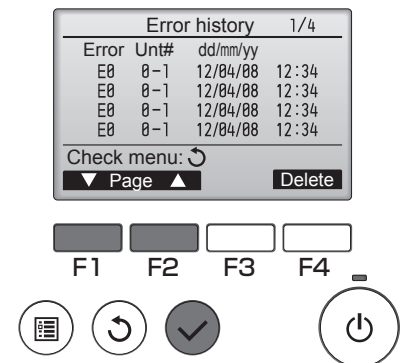 Error history 1/4
Error Unt# dd/mm/yy
E0 0-1 12/04/08 12:34
E0 0-1 12/04/08 12:34
E0 0-1 12/04/08 12:34
E0 0-1 12/04/08 12:34
Check menu:
▼ Page ▲ Delete
F1 F2 F3 F4